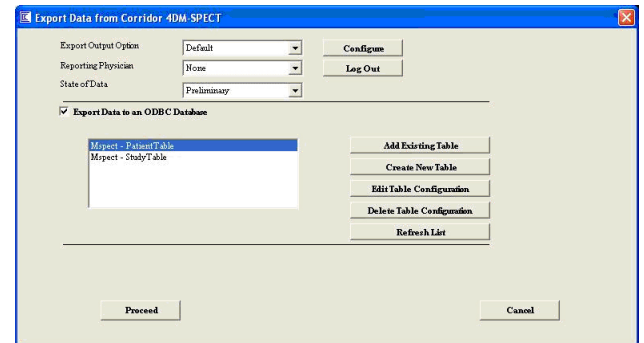 Export Data from Corridor 4DM-SPECT
Export Output Option
Default
Configure
Reporting Physician
None
Log Out
State of Data
Preliminary
Export Data to an ODBC Database
Mspect - PatientTable
Mspect - StudyTable
Add Existing Table
Create New Table
Edit Table Configuration
Delete Table Configuration
Refresh List
Proceed
Cancel